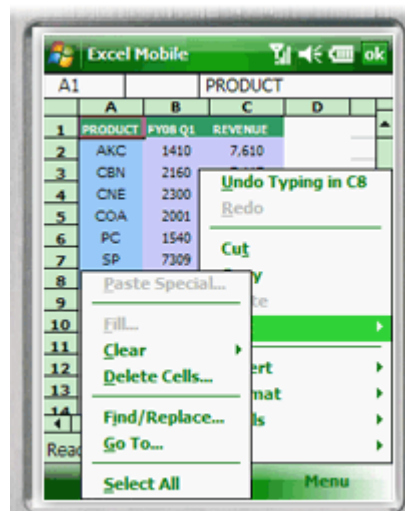 Excel Mobile ok
A1 PRODUCT
A B C D
1 PRODUCT FY08 Q1 REVENUE
2 AKC 1410 7,610
3 CBN 2160
4 CNE 2300
5 COA 2001
6 PC 1540
7 SP 7309
8
9
10
11
12
13
14
Undo Typing in C8
Redo
Cut
Paste Special...
Fill...
Clear
Delete Cells...
Find/Replace...
Go To...
Select All
Menu